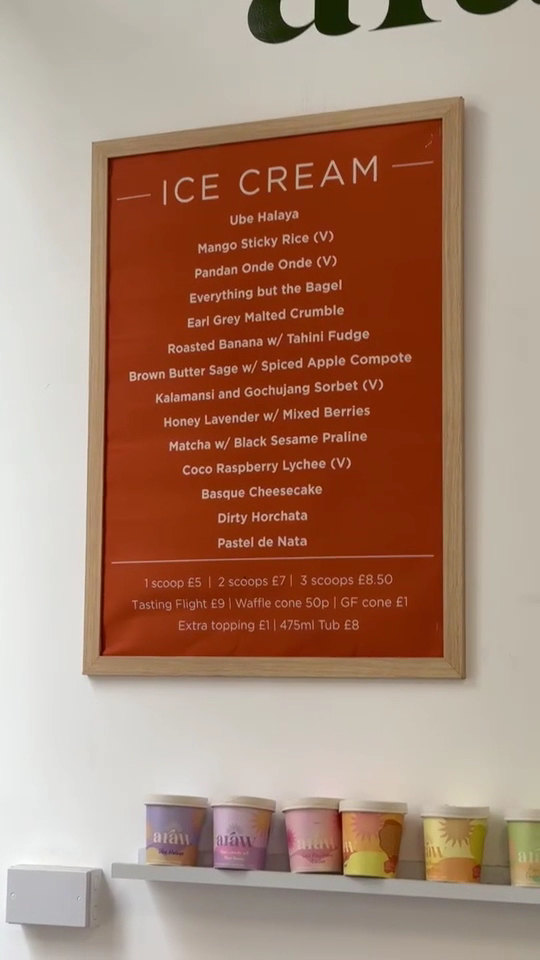 ICE CREAM
Ube Halaya
Mango Sticky Rice (V)
Pandan Onde Onde (V)
Everything but the Bagel
Earl Grey Malted Crumble
Roasted Banana w/ Tahini Fudge
Brown Butter Sage w/ Spiced Apple Compote
Kalamansi and Gochujang Sorbet (V)
Honey Lavender w/ Mixed Berries
Matcha w/ Black Sesame Praline
Coco Raspberry Lychee (V)
Basque Cheesecake
Dirty Horchata
Pastel de Nata
1 scoop £5 | 2 scoops £7 | 3 scoops £8.50
Tasting Flight £9 | Waffle cone 50p | GF cone £1
Extra topping £1 | 475ml Tub £8
araw
araw
araw